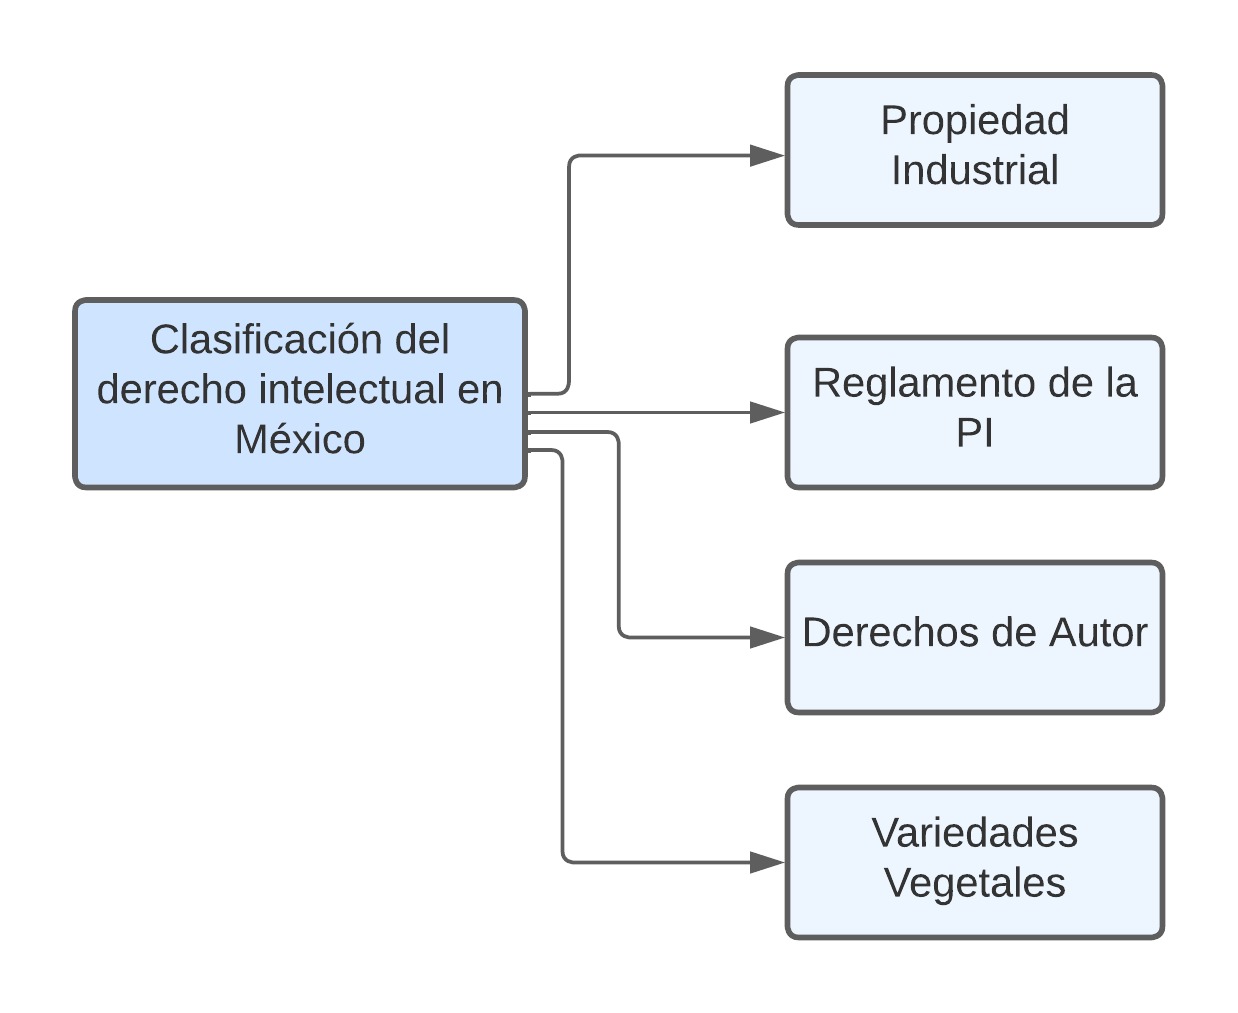 Propiedad
Industrial
Clasificación del
derecho intelectual en
México
Reglamento de la
PI
Derechos de Autor
Variedades
Vegetales